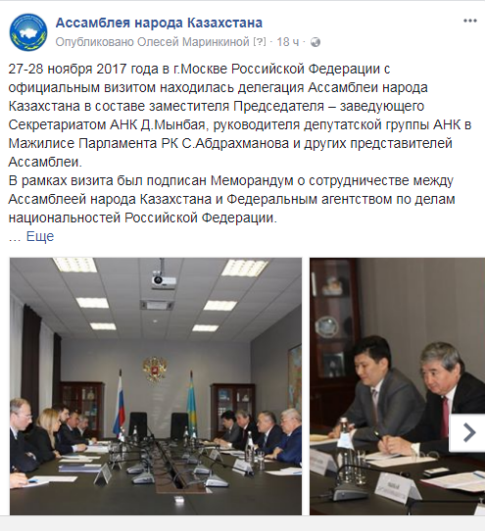 Ассамблея народа Казахстана
Опубликовано Олесей Маринкиной [?] · 18 ч ·
27-28 ноября 2017 года в г.Москве Российской Федерации с
официальным визитом находилась делегация Ассамблеи народа
Казахстана в составе заместителя Председателя – заведующего
Секретариатом АНК Д.Мынбая, руководителя депутатской группы АНК в
Мажилисе Парламента РК С.Абдрахманова и других представителей
Ассамблеи.
В рамках визита был подписан Меморандум о сотрудничестве между
Ассамблеей народа Казахстана и Федеральным агентством по делам
национальностей Российской Федерации.
... Еще